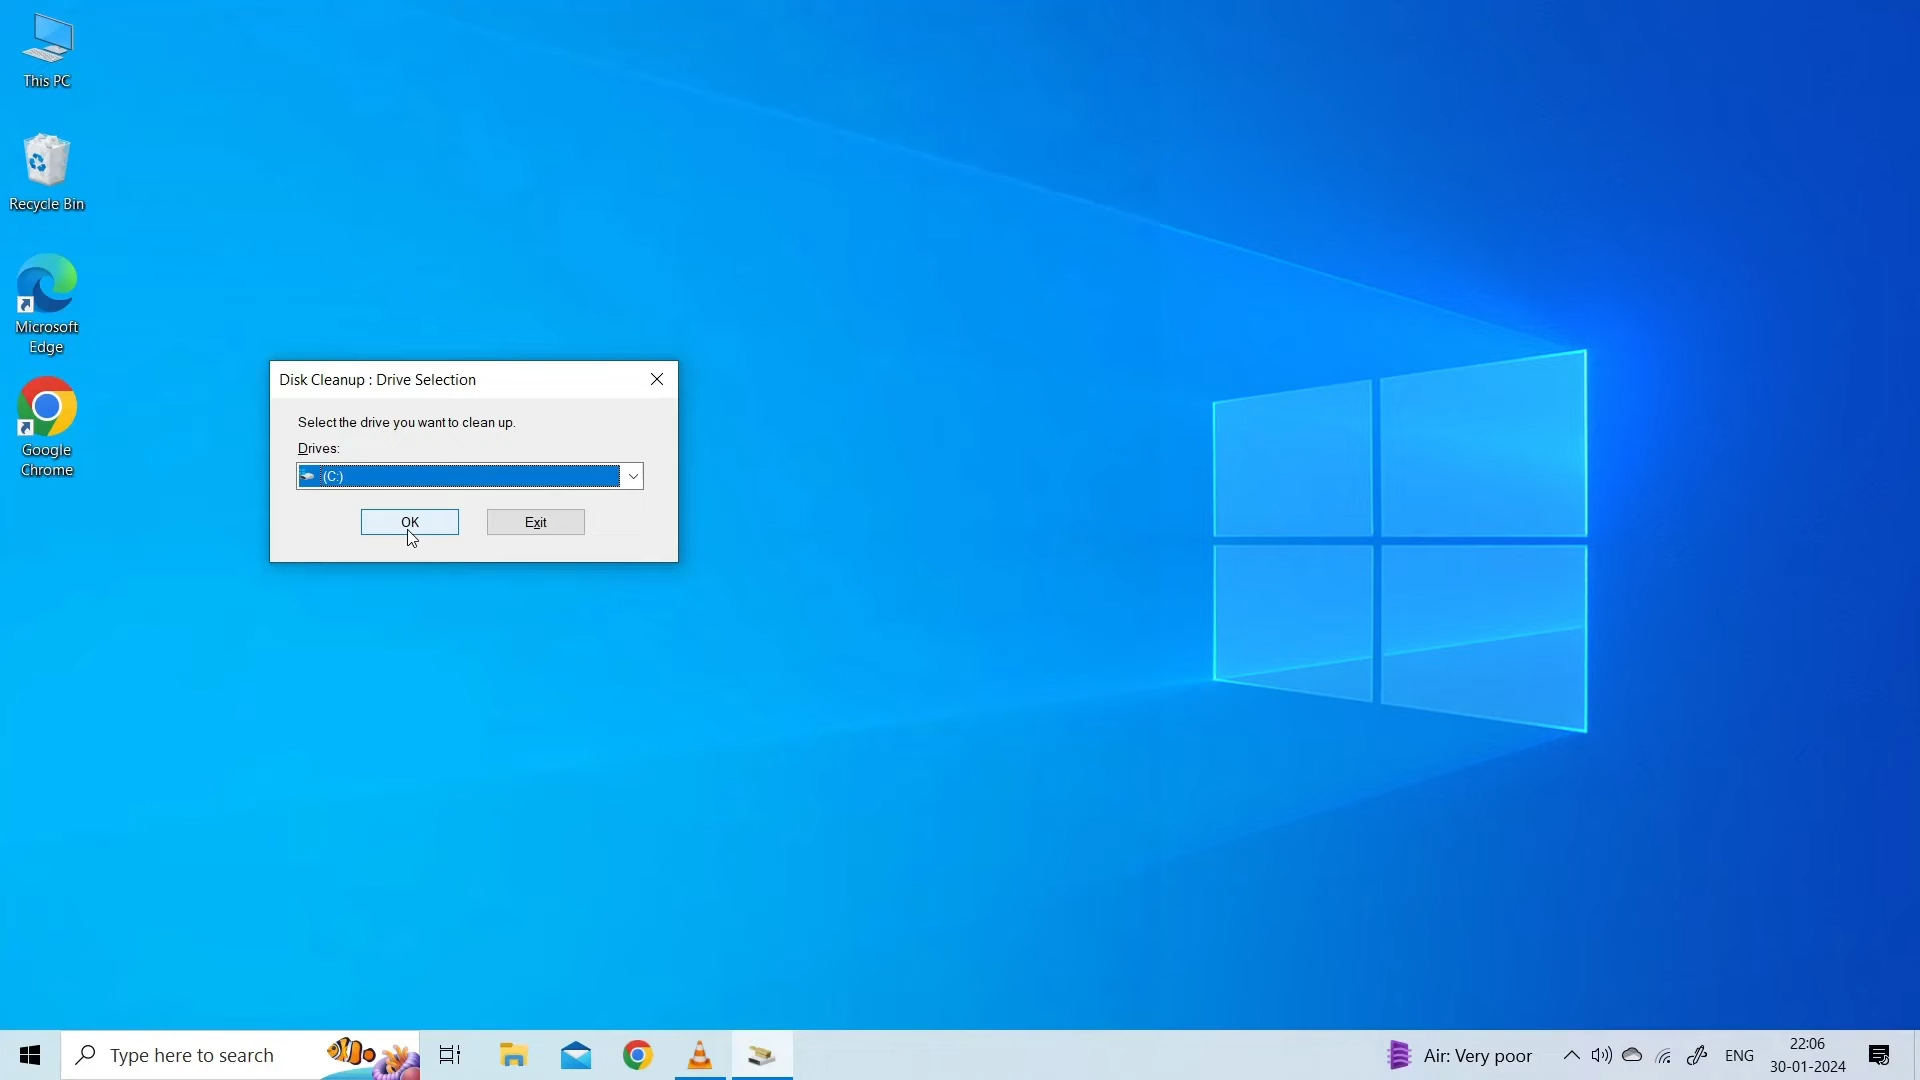 This PC
Recycle Bin
Microsoft
Edge
Google
Chrome
Disk Cleanup : Drive Selection
Select the drive you want to clean up.
Drives:
(C:)
OK
Exit
Type here to search
Air: Very poor
ENG
22:06
30-01-2024